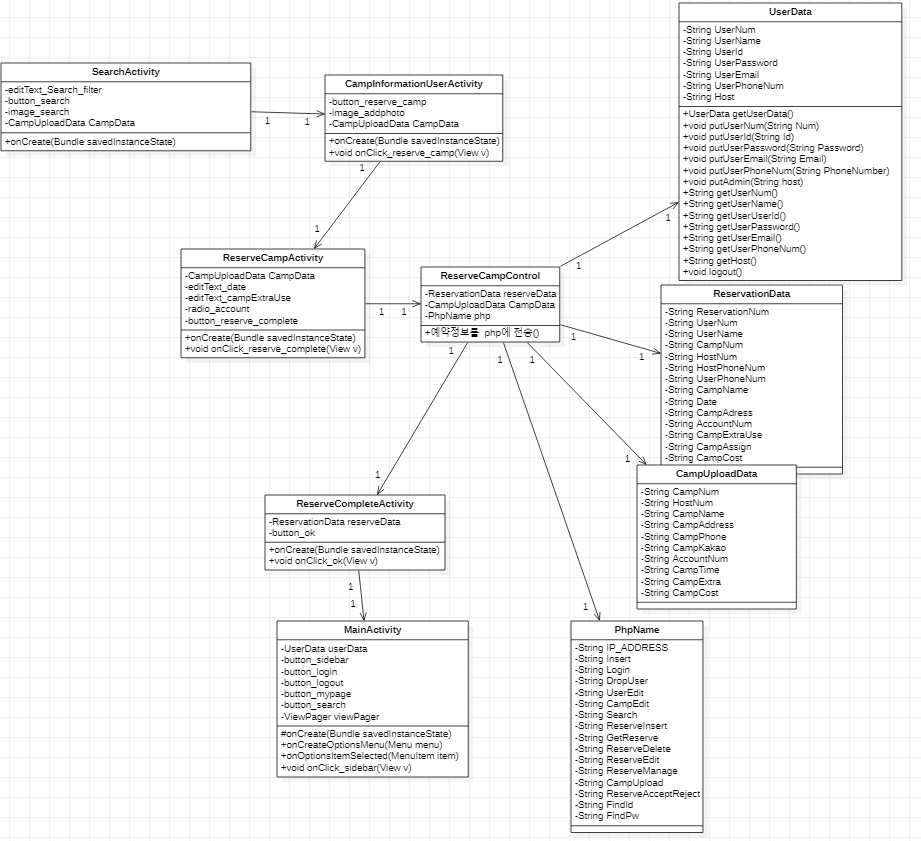 UserData
-String UserNum
-String UserName
-String UserId
-String UserPassword
-String UserEmail
-String UserPhoneNum
-String Host
+UserData getUserData()
+void putUserNum(String Num)
+void putUserId(String Id)
+void putUserPassword(String Password)
+void putUserEmail(String Email)
+void putUserPhoneNum(String PhoneNumber)
+void putAdmin(String host)
+String getUserNum()
+String getUserName()
+String getUserUserId()
+String getUserPassword()
+String getUserEmail()
+String getUserPhoneNum()
+String getHost()
+void logout()
SearchActivity
-editText_Search_filter
-button_search
-image_search
-CampUploadData CampData
+onCreate(Bundle savedInstanceState)
1
1
CampInformationUserActivity
-button_reserve_camp
-image_addphoto
-CampUploadData CampData
+onCreate(Bundle savedInstanceState)
+void onClick_reserve_camp(View v)
1
1
ReserveCampActivity
-CampUploadData CampData
-editText_date
-editText_campExtraUse
-radio_account
-button_reserve_complete
+onCreate(Bundle savedInstanceState)
+void onClick_reserve_complete(View v)
1
1
ReserveCampControl
-ReservationData reserveData
-CampUploadData CampData
-PhpName php
+예약정보를 php에 전송()
1
1
1
1
1
1
1
1
1
1
ReservationData
-String ReservationNum
-String UserNum
-String UserName
-String CampNum
-String HostNum
-String HostPhoneNum
-String UserPhoneNum
-String CampName
-String Date
-String CampAdress
-String AccountNum
-String CampExtraUse
-String CampAssign
-String CampCost
CampUploadData
-String CampNum
-String HostNum
-String CampName
-String CampAddress
-String CampPhone
-String CampKakao
-String AccountNum
-String CampTime
-String CampExtra
-String CampCost
ReserveCompleteActivity
-ReservationData reserveData
-button_ok
+onCreate(Bundle savedInstanceState)
+void onClick_ok(View v)
1
1
MainActivity
-UserData userData
-button_sidebar
-button_login
-button_logout
-button_mypage
-button_search
-ViewPager viewPager
#onCreate(Bundle savedInstanceState)
+onCreateOptionsMenu(Menu menu)
+onOptionsItemSelected(MenuItem item)
+void onClick_sidebar(View v)
PhpName
-String IP_ADDRESS
-String Insert
-String Login
-String DropUser
-String UserEdit
-String CampEdit
-String Search
-String ReserveInsert
-String GetReserve
-String ReserveDelete
-String ReserveEdit
-String ReserveManage
-String CampUpload
-String ReserveAcceptReject
-String FindId
-String FindPw